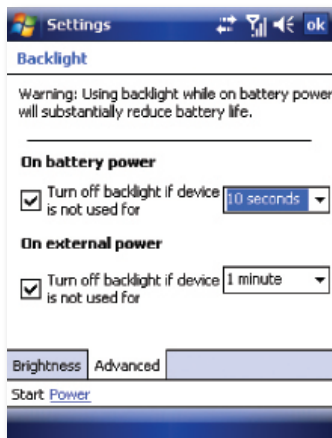 Settings ok
Backlight
Warning: Using backlight while on battery power
will substantially reduce battery life.
On battery power
Turn off backlight if device 10 seconds
is not used for
On external power
Turn off backlight if device 1 minute
is not used for
Brightness Advanced
Start Power